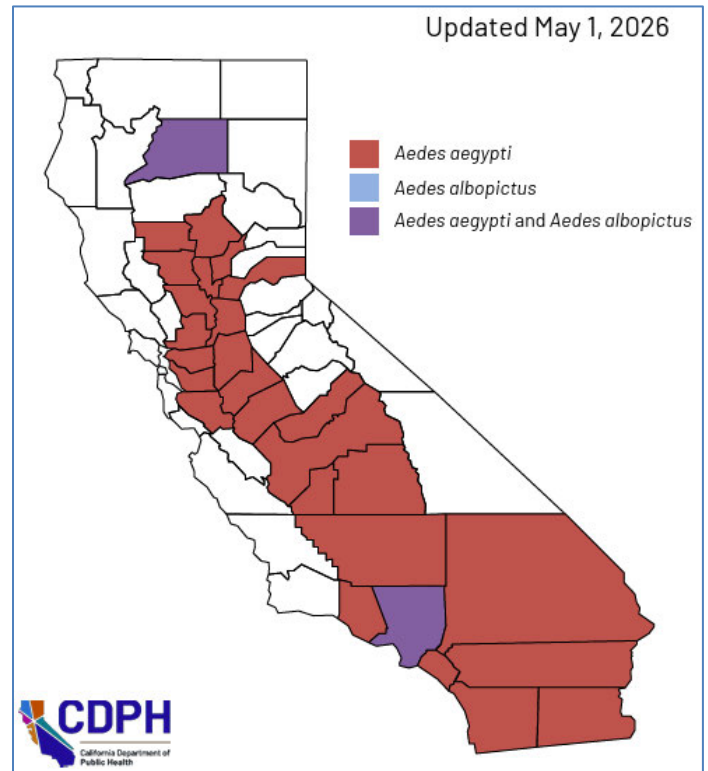 Updated May 1, 2026
Aedes aegypti
Aedes albopictus
Aedes aegypti and Aedes albopictus
CDPH
California Department of
Public Health